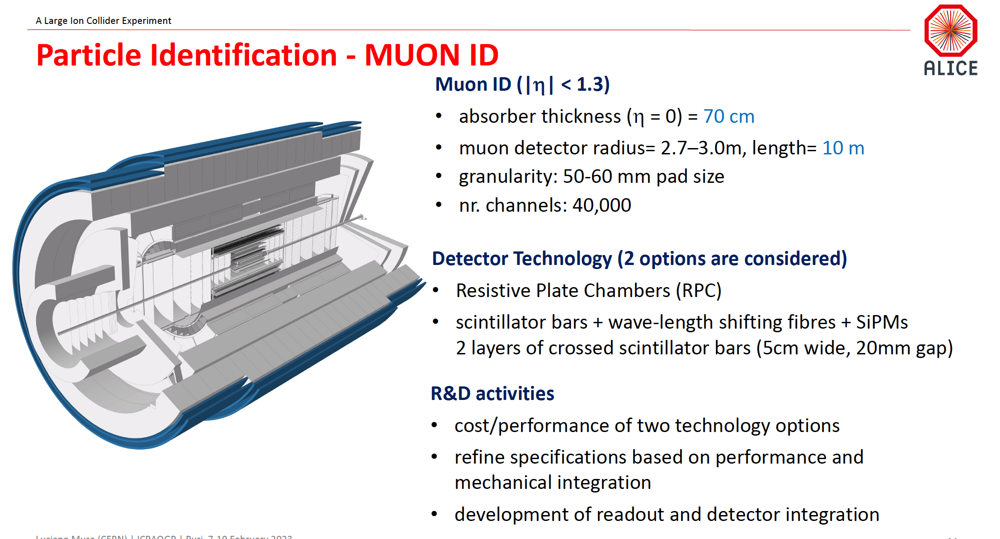 A Large Ion Collider Experiment
ALICE
Particle Identification - MUON ID
Muon ID (|η| < 1.3)
• absorber thickness (η = 0) = 70 cm
• muon detector radius= 2.7–3.0m, length= 10 m
• granularity: 50-60 mm pad size
• nr. channels: 40,000
Detector Technology (2 options are considered)
• Resistive Plate Chambers (RPC)
• scintillator bars + wave-length shifting fibres + SiPMs
2 layers of crossed scintillator bars (5cm wide, 20mm gap)
R&D activities
• cost/performance of two technology options
• refine specifications based on performance and
mechanical integration
• development of readout and detector integration
Luciano Musa (CERN) | ICPAQGP | Puri, 7-10 February 2023